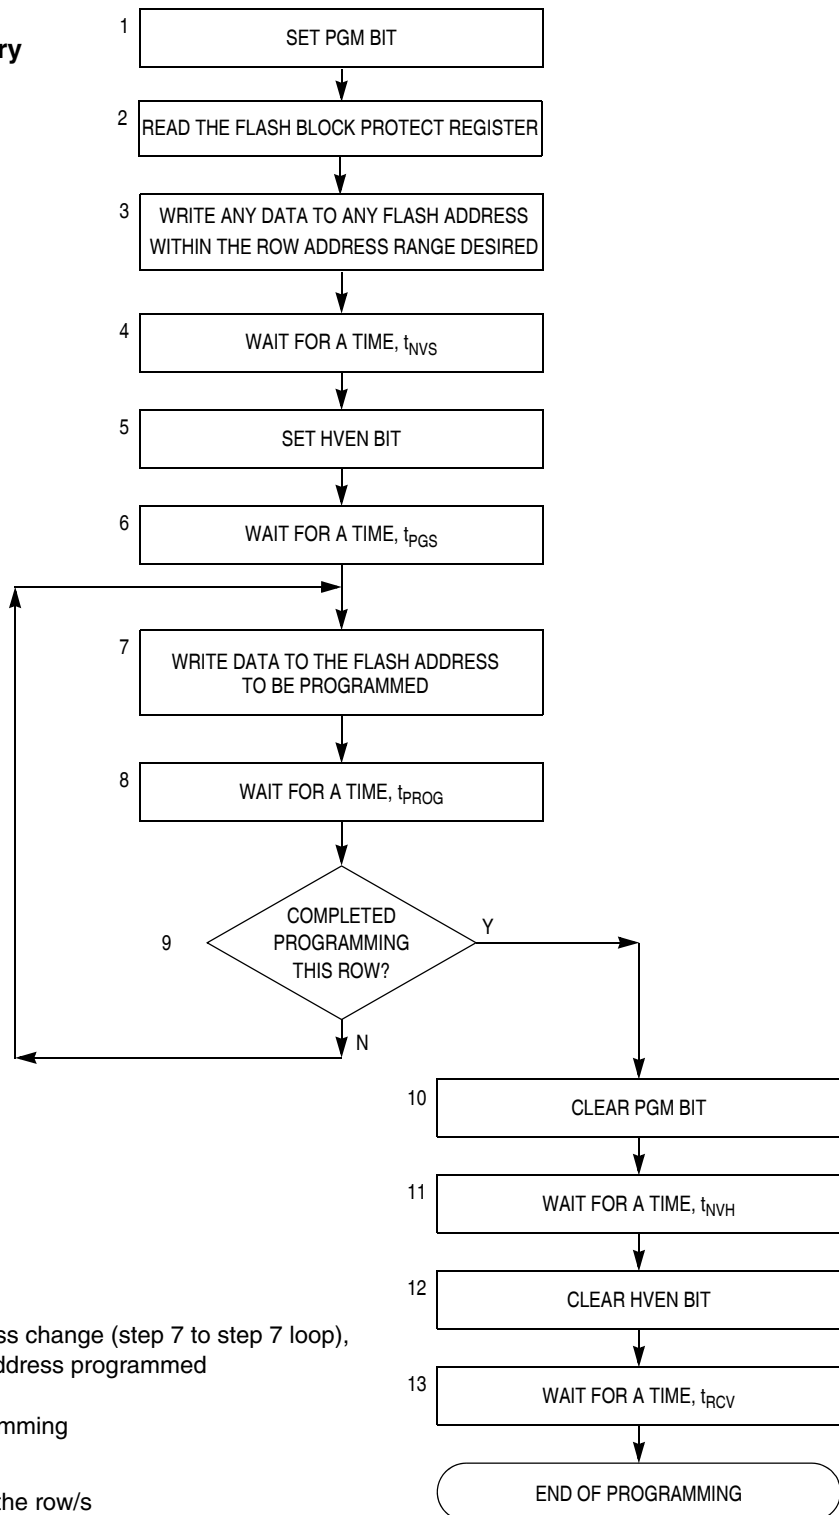 ry
1
SET PGM BIT
2
READ THE FLASH BLOCK PROTECT REGISTER
3
WRITE ANY DATA TO ANY FLASH ADDRESS
WITHIN THE ROW ADDRESS RANGE DESIRED
4
WAIT FOR A TIME, tNVS
5
SET HVEN BIT
6
WAIT FOR A TIME, tPGS
7
WRITE DATA TO THE FLASH ADDRESS
TO BE PROGRAMMED
8
WAIT FOR A TIME, tPROG
9
COMPLETED
PROGRAMMING
THIS ROW?
Y
N
10
CLEAR PGM BIT
11
WAIT FOR A TIME, tNVH
12
CLEAR HVEN BIT
13
WAIT FOR A TIME, tRCV
END OF PROGRAMMING
ss change (step 7 to step 7 loop),
ddress programmed
mming
the row/s